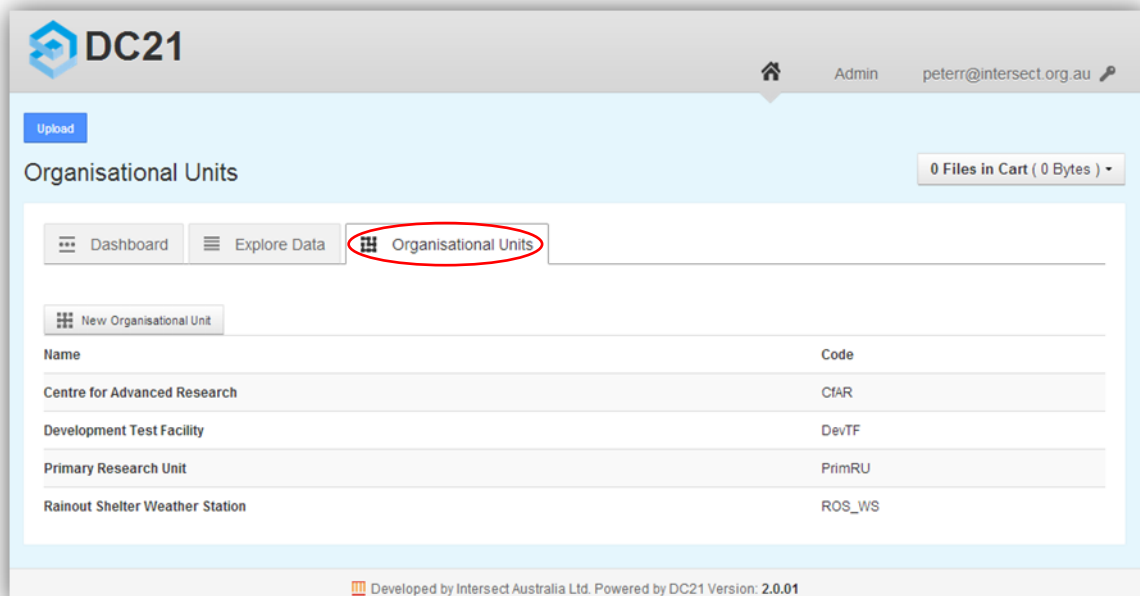 DC21
Admin peterr@intersect.org.au
Upload
Organisational Units
0 Files in Cart ( 0 Bytes )
Dashboard Explore Data Organisational Units
New Organisational Unit
Name Code
Centre for Advanced Research CfAR
Development Test Facility DevTF
Primary Research Unit PrimRU
Rainout Shelter Weather Station ROS_WS
Developed by Intersect Australia Ltd. Powered by DC21 Version: 2.0.01